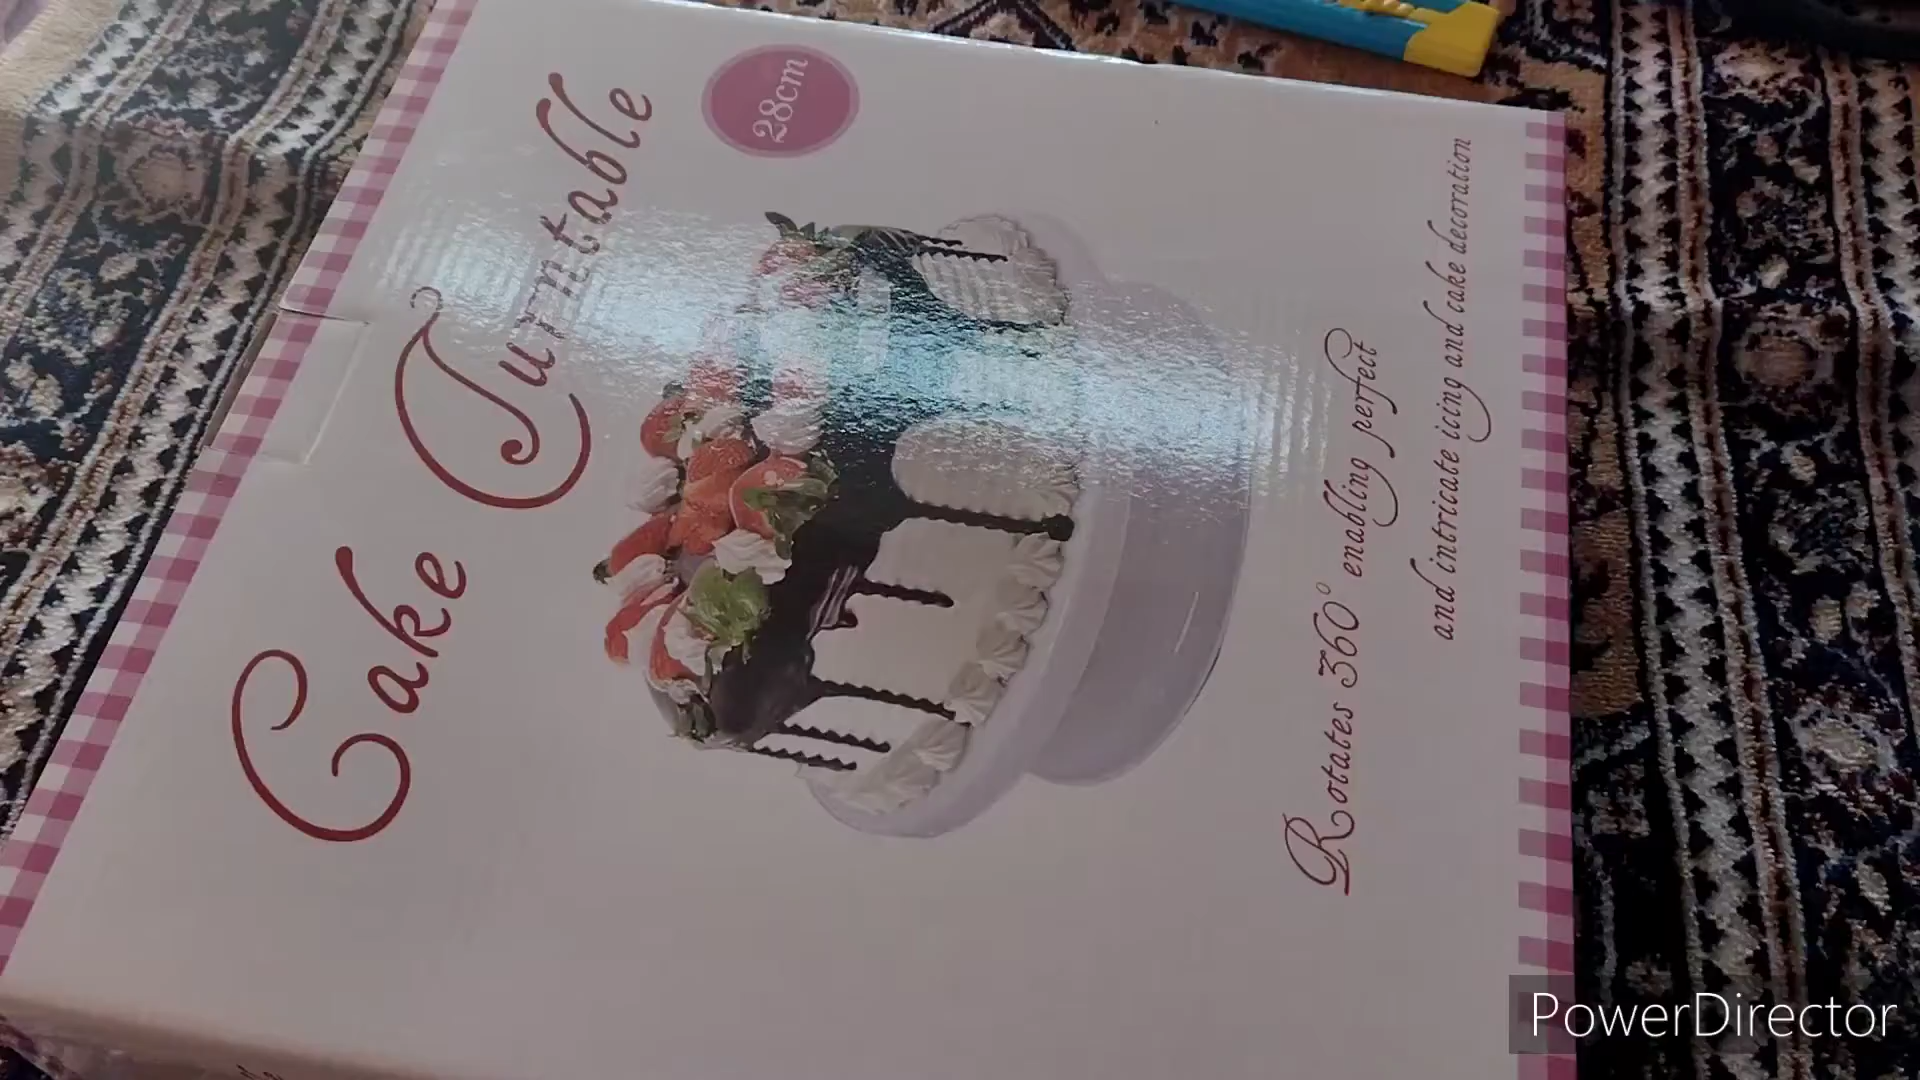 Cake Turntable
28cm
Rotates 360° enabling perfect
and intricate icing and cake decoration
PowerDirector